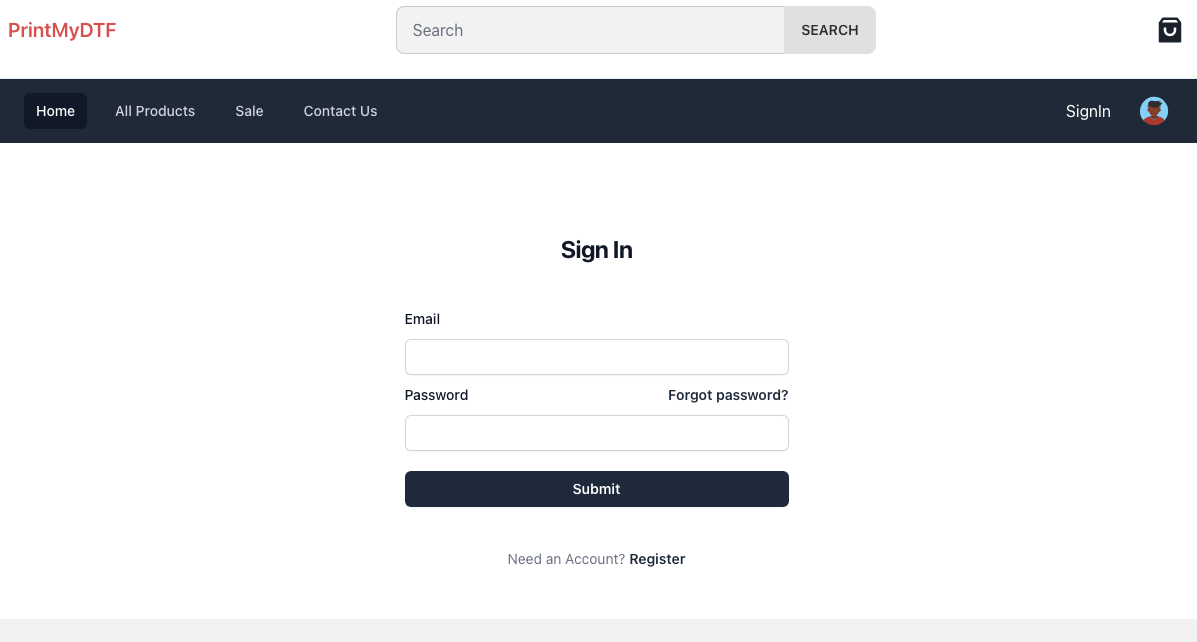 PrintMyDTF
Search
SEARCH
Home
All Products
Sale
Contact Us
SignIn
Sign In
Email
Password
Forgot password?
Submit
Need an Account? Register